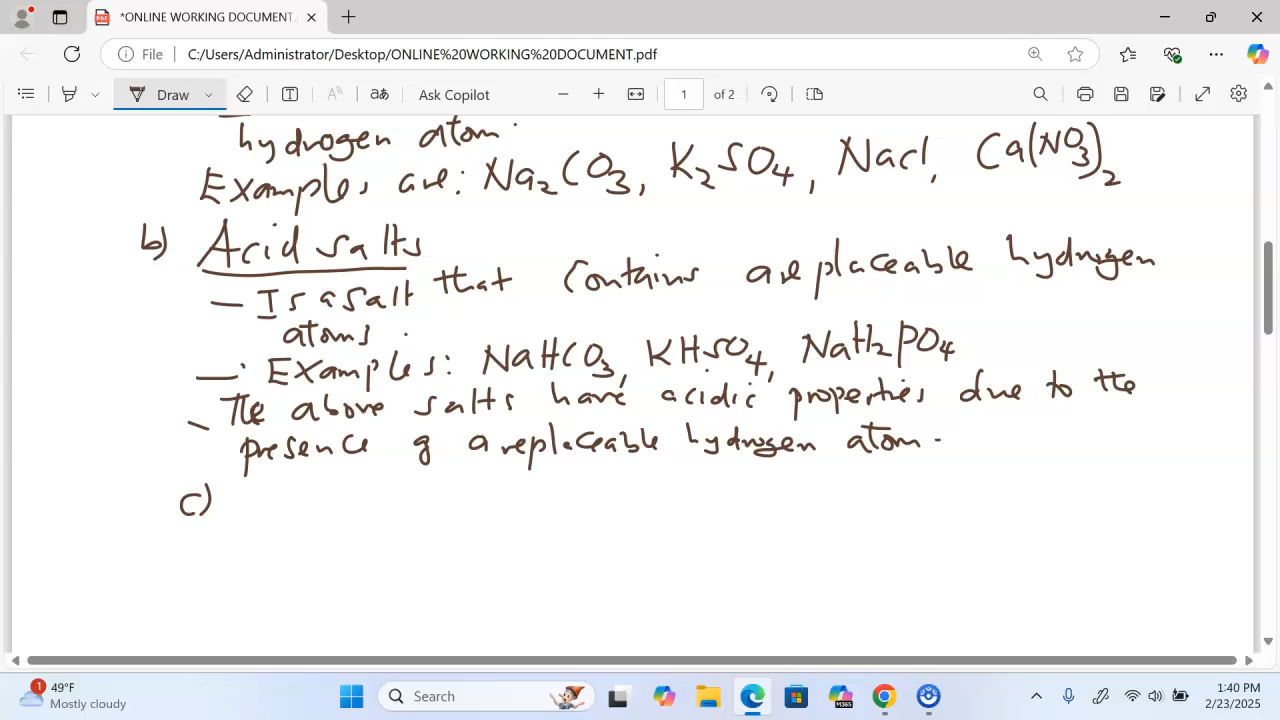 *ONLINE WORKING DOCUMENT.
File C:/Users/Administrator/Desktop/ONLINE%20WORKING%20DOCUMENT.pdf
Draw Ask Copilot 1 of 2
hydrogen atom.
Examples are: Na₂CO₃, K₂SO₄, NaCl, Ca(NO₃)₂
b) Acid salts
- Is a salt that contains a replaceable hydrogen
atoms.
- Examples: NaHCO₃, KHSO₄, NaH₂PO₄
- The above salts have acidic properties due to the
presence of a replaceable hydrogen atom.
c)
1 49°F
Mostly cloudy
Search
M365
1:40 PM
2/23/2025